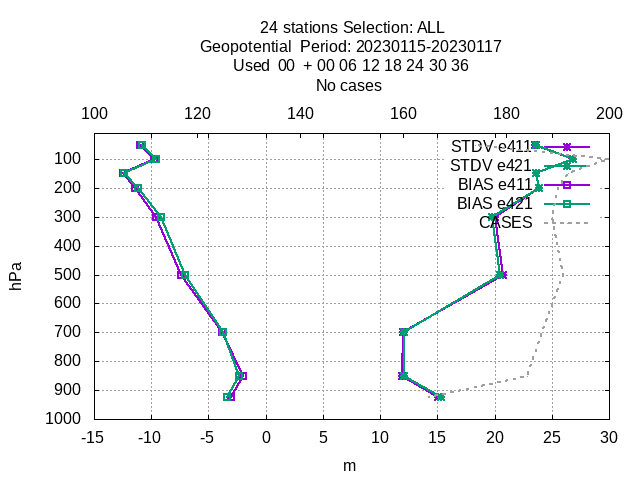 24 stations Selection: ALL
Geopotential  Period: 20230115-20230117
Used  00  + 00 06 12 18 24 30 36
No cases
100 120 140 160 180 200
STDV e411
STDV e421
BIAS e411
BIAS e421
CASES
100
200
300
400
500
600
700
800
900
1000
hPa
-15 -10 -5 0 5 10 15 20 25 30
m